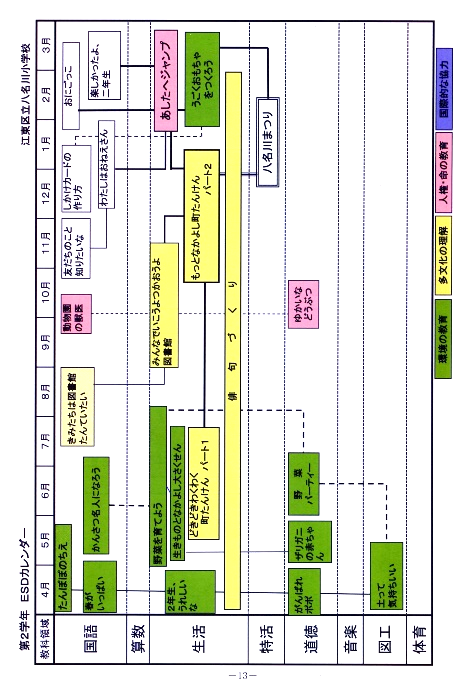 第2学年 ESDカレンダー
江東区立八名川小学校
教科領域
4月
5月
6月
7月
8月
9月
10月
11月
12月
1月
2月
3月
国語
たんぽぽのちえ
春が
いっぱい
かんさつ名人になろう
きみたちは図書館
たんていたい
動物園
の獣医
友だちのこと
知りたいな
しかけカードの
作り方
わたしはおねえさん
おにごっこ
楽しかったよ、
二年生
算数
生活
2年生、
うれしい
な
野菜を育てよう
生きものとなかよし大さくせん
どきどきわくわく
町たんけん パート1
みんなでいこうよつかおうよ
図書館
もっとなかよし町たんけん
パート2
あしたへジャンプ
うごくおもちゃ
をつくろう
俳句づくり
特活
八名川まつり
道徳
がんばれ
ポポ
ザリガニ
の赤ちゃ
ん
野菜
パーティー
ゆかいな
どうぶつ
音楽
図工
土って
気持ちいい
体育
環境の教育
多文化の理解
人権・命の教育
国際的な協力
-13-